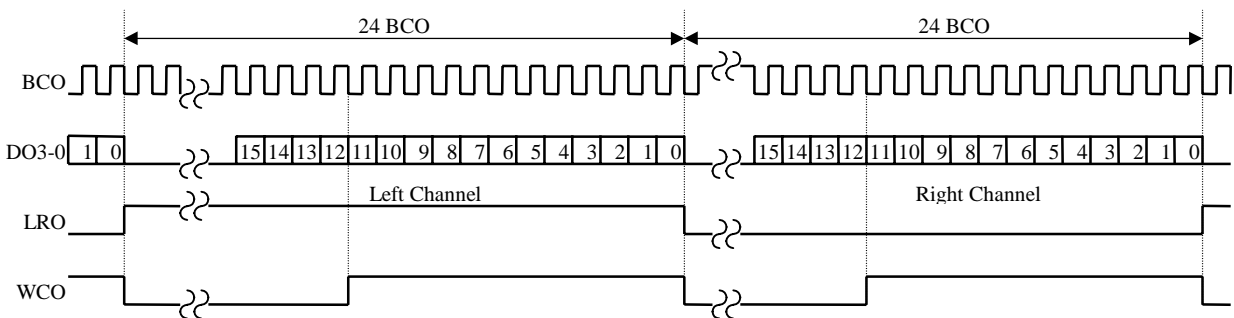 24 BCO 24 BCO
BCO
DO3-0 1 0 15 14 13 12 11 10 9 8 7 6 5 4 3 2 1 0 15 14 13 12 11 10 9 8 7 6 5 4 3 2 1 0
Left Channel Right Channel
LRO
WCO